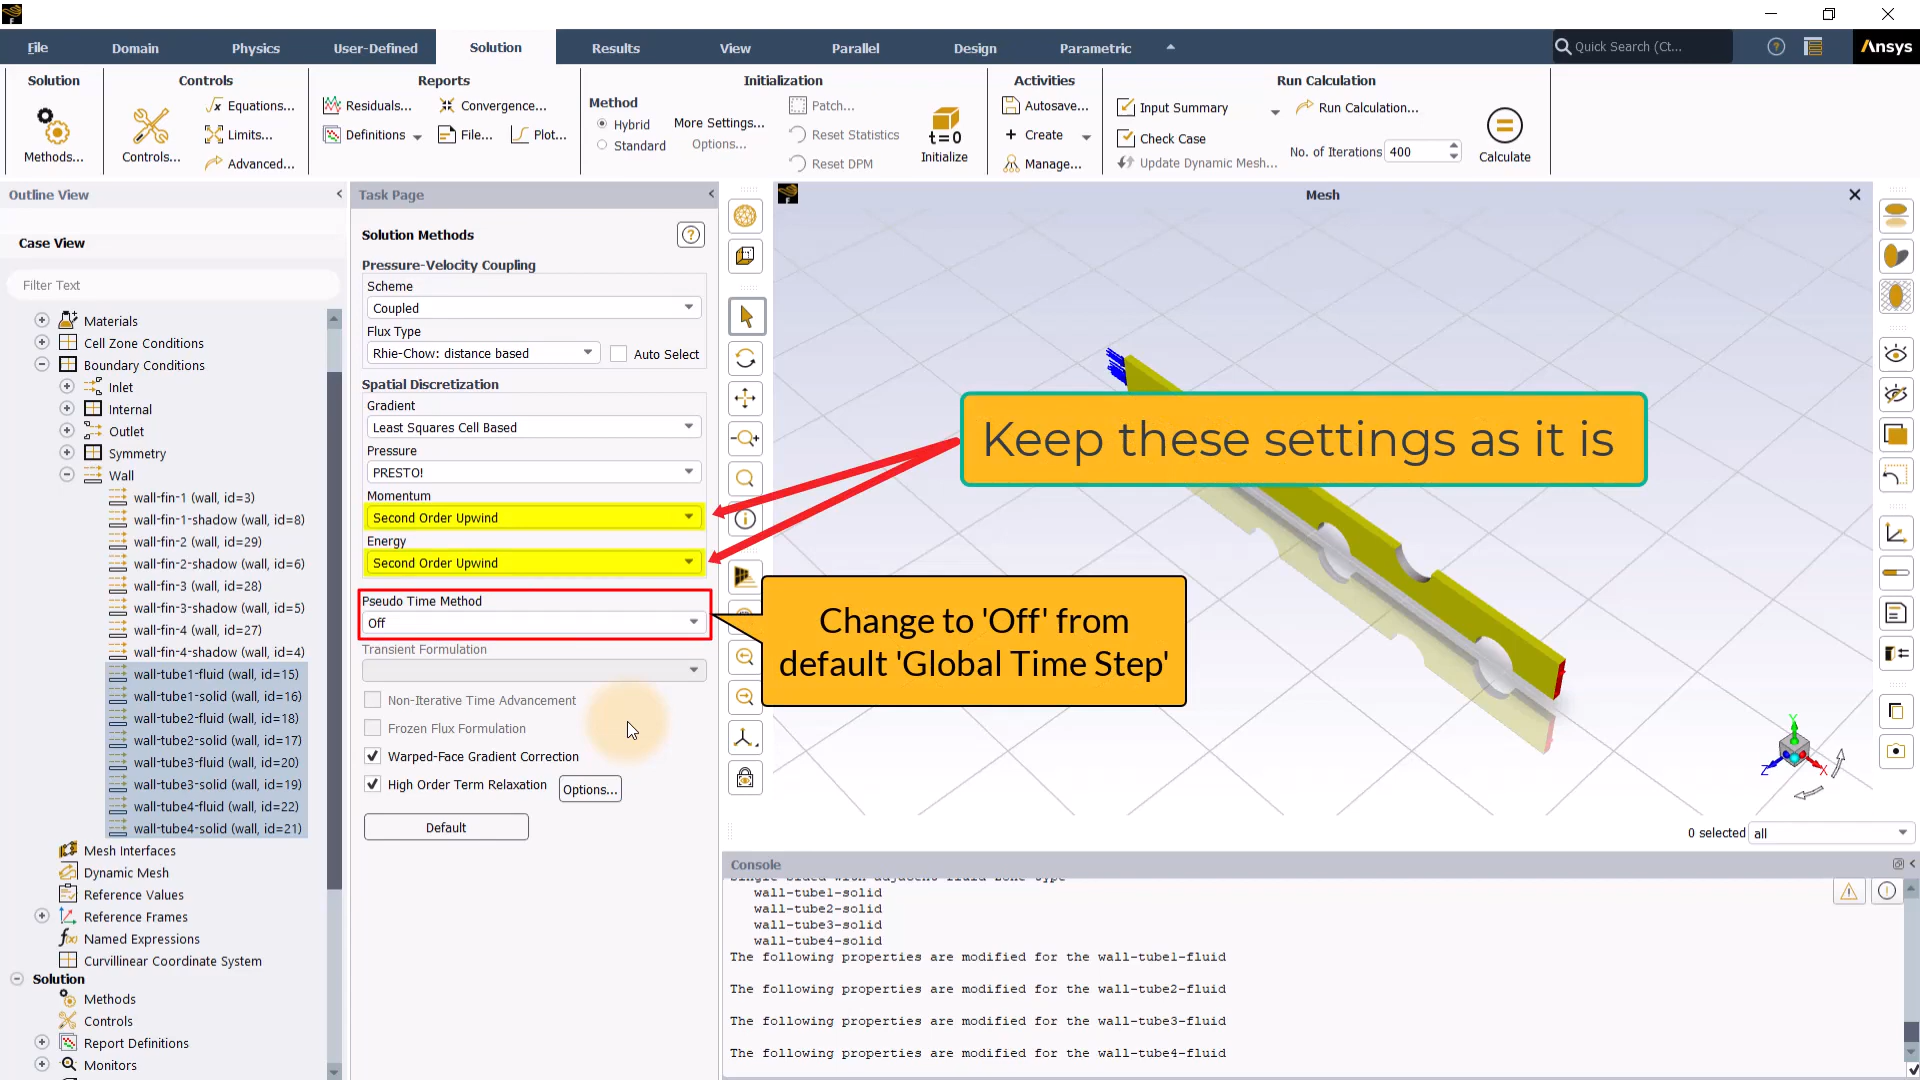 File
Domain
Physics
User-Defined
Solution
Results
View
Parallel
Design
Parametric
Quick Search (Ct...
Ansys
Solution
Methods...
Controls
Controls...
Equations...
Limits...
Advanced...
Reports
Residuals...
Convergence...
Definitions
File...
Plot...
Initialization
Method
Hybrid
Standard
More Settings...
Options...
Patch...
Reset Statistics
Reset DPM
t=0
Initialize
Activities
Autosave...
Create
Manage...
Run Calculation
Input Summary
Run Calculation...
Check Case
Update Dynamic Mesh...
No. of Iterations 400
Calculate
Outline View
Case View
Filter Text
Materials
Cell Zone Conditions
Boundary Conditions
Inlet
Internal
Outlet
Symmetry
Wall
wall-fin-1 (wall, id=3)
wall-fin-1-shadow (wall, id=8)
wall-fin-2 (wall, id=29)
wall-fin-2-shadow (wall, id=6)
wall-fin-3 (wall, id=28)
wall-fin-3-shadow (wall, id=5)
wall-fin-4 (wall, id=27)
wall-fin-4-shadow (wall, id=4)
wall-tube1-fluid (wall, id=15)
wall-tube1-solid (wall, id=16)
wall-tube2-fluid (wall, id=18)
wall-tube2-solid (wall, id=17)
wall-tube3-fluid (wall, id=20)
wall-tube3-solid (wall, id=19)
wall-tube4-fluid (wall, id=22)
wall-tube4-solid (wall, id=21)
Mesh Interfaces
Dynamic Mesh
Reference Values
Reference Frames
Named Expressions
Curvillinear Coordinate System
Solution
Methods
Controls
Report Definitions
Monitors
Task Page
Solution Methods
Pressure-Velocity Coupling
Scheme
Coupled
Flux Type
Rhie-Chow: distance based
Auto Select
Spatial Discretization
Gradient
Least Squares Cell Based
Pressure
PRESTO!
Momentum
Second Order Upwind
Energy
Second Order Upwind
Pseudo Time Method
Off
Transient Formulation
Non-Iterative Time Advancement
Frozen Flux Formulation
Warped-Face Gradient Correction
High Order Term Relaxation
Options...
Default
Mesh
Keep these settings as it is
Change to 'Off' from
default 'Global Time Step'
Y
Z
X
0 selected all
Console
single-sided with adjacent fluid zone type
wall-tube1-solid
wall-tube2-solid
wall-tube3-solid
wall-tube4-solid
The following properties are modified for the wall-tube1-fluid
The following properties are modified for the wall-tube2-fluid
The following properties are modified for the wall-tube3-fluid
The following properties are modified for the wall-tube4-fluid